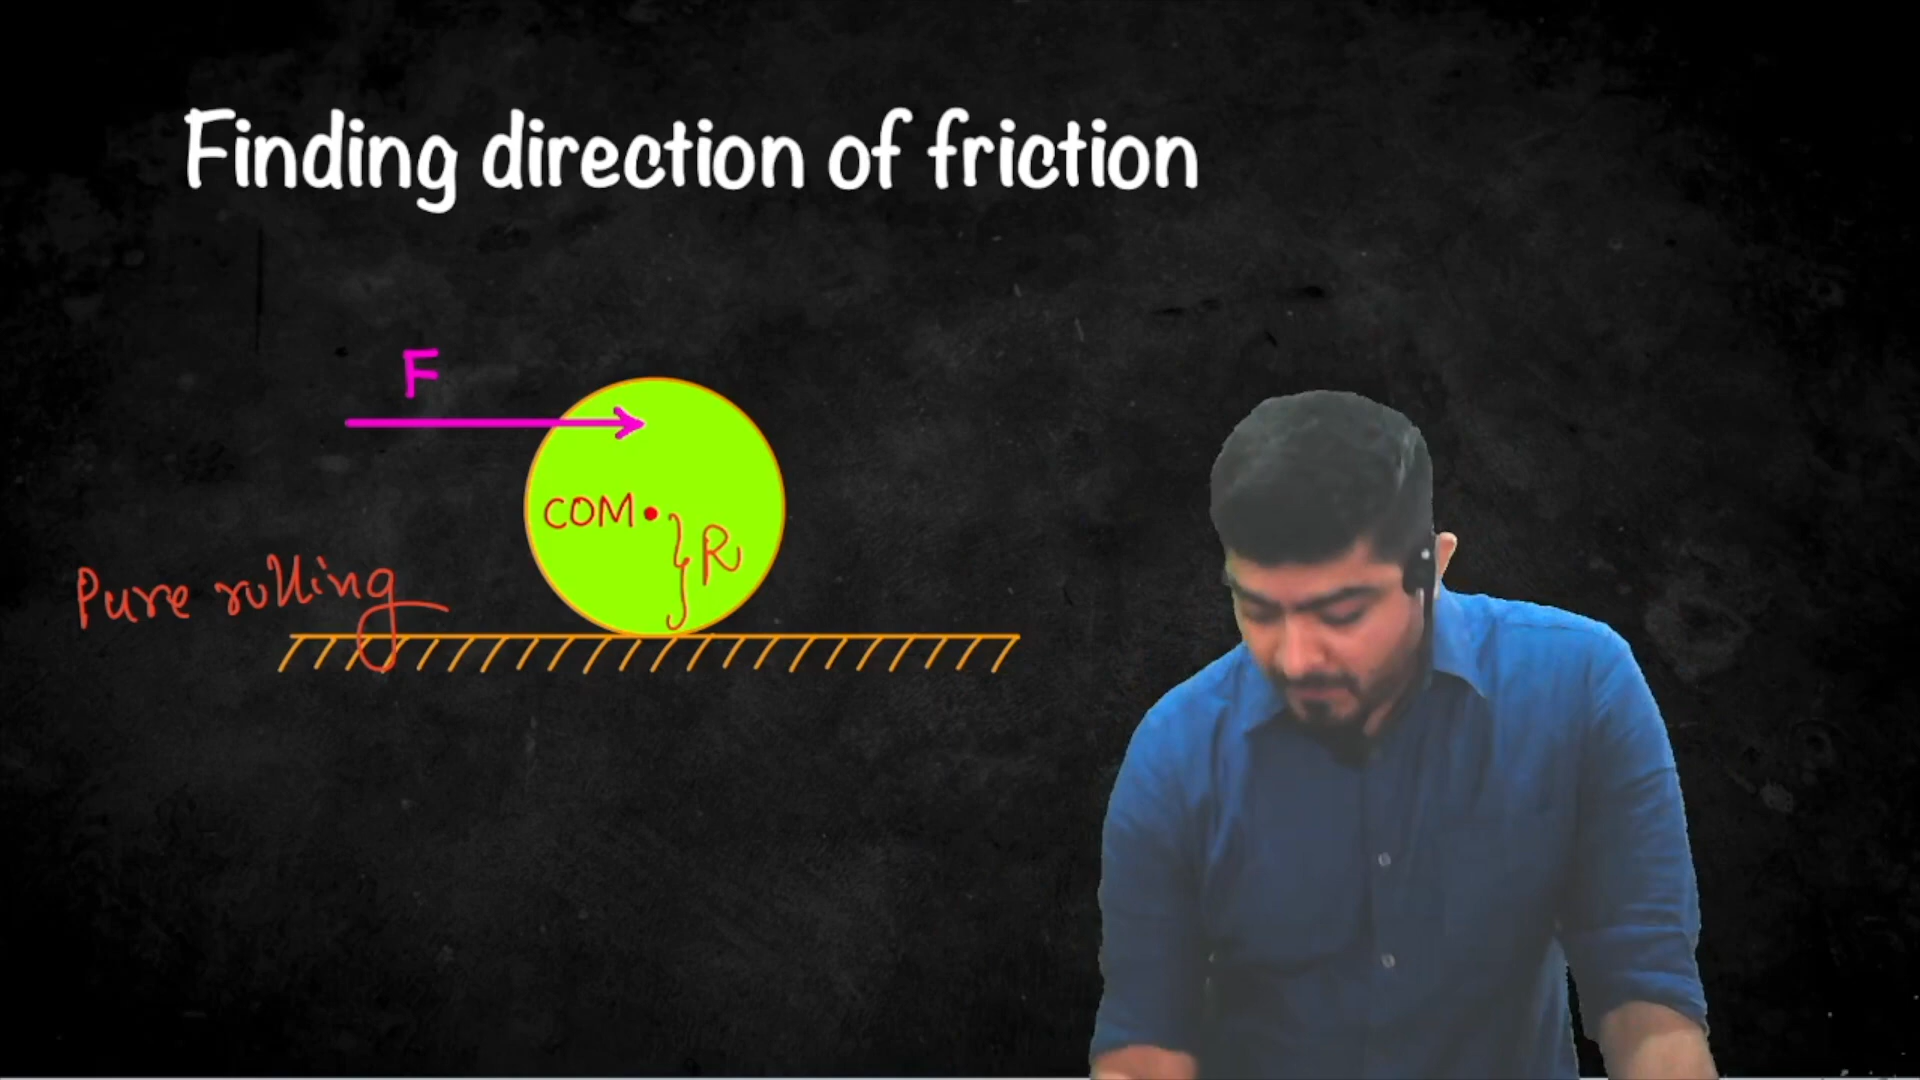 Finding direction of friction
F
COM
R
Pure rolling